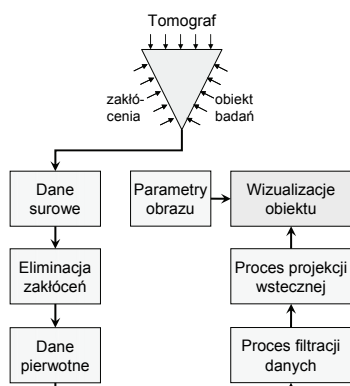 Tomograf
zakłó-
cenia
obiekt
badań
Dane
surowe
Parametry
obrazu
Wizualizacje
obiektu
Eliminacja
zakłóceń
Proces projekcji
wstecznej
Dane
pierwotne
Proces filtracji
danych